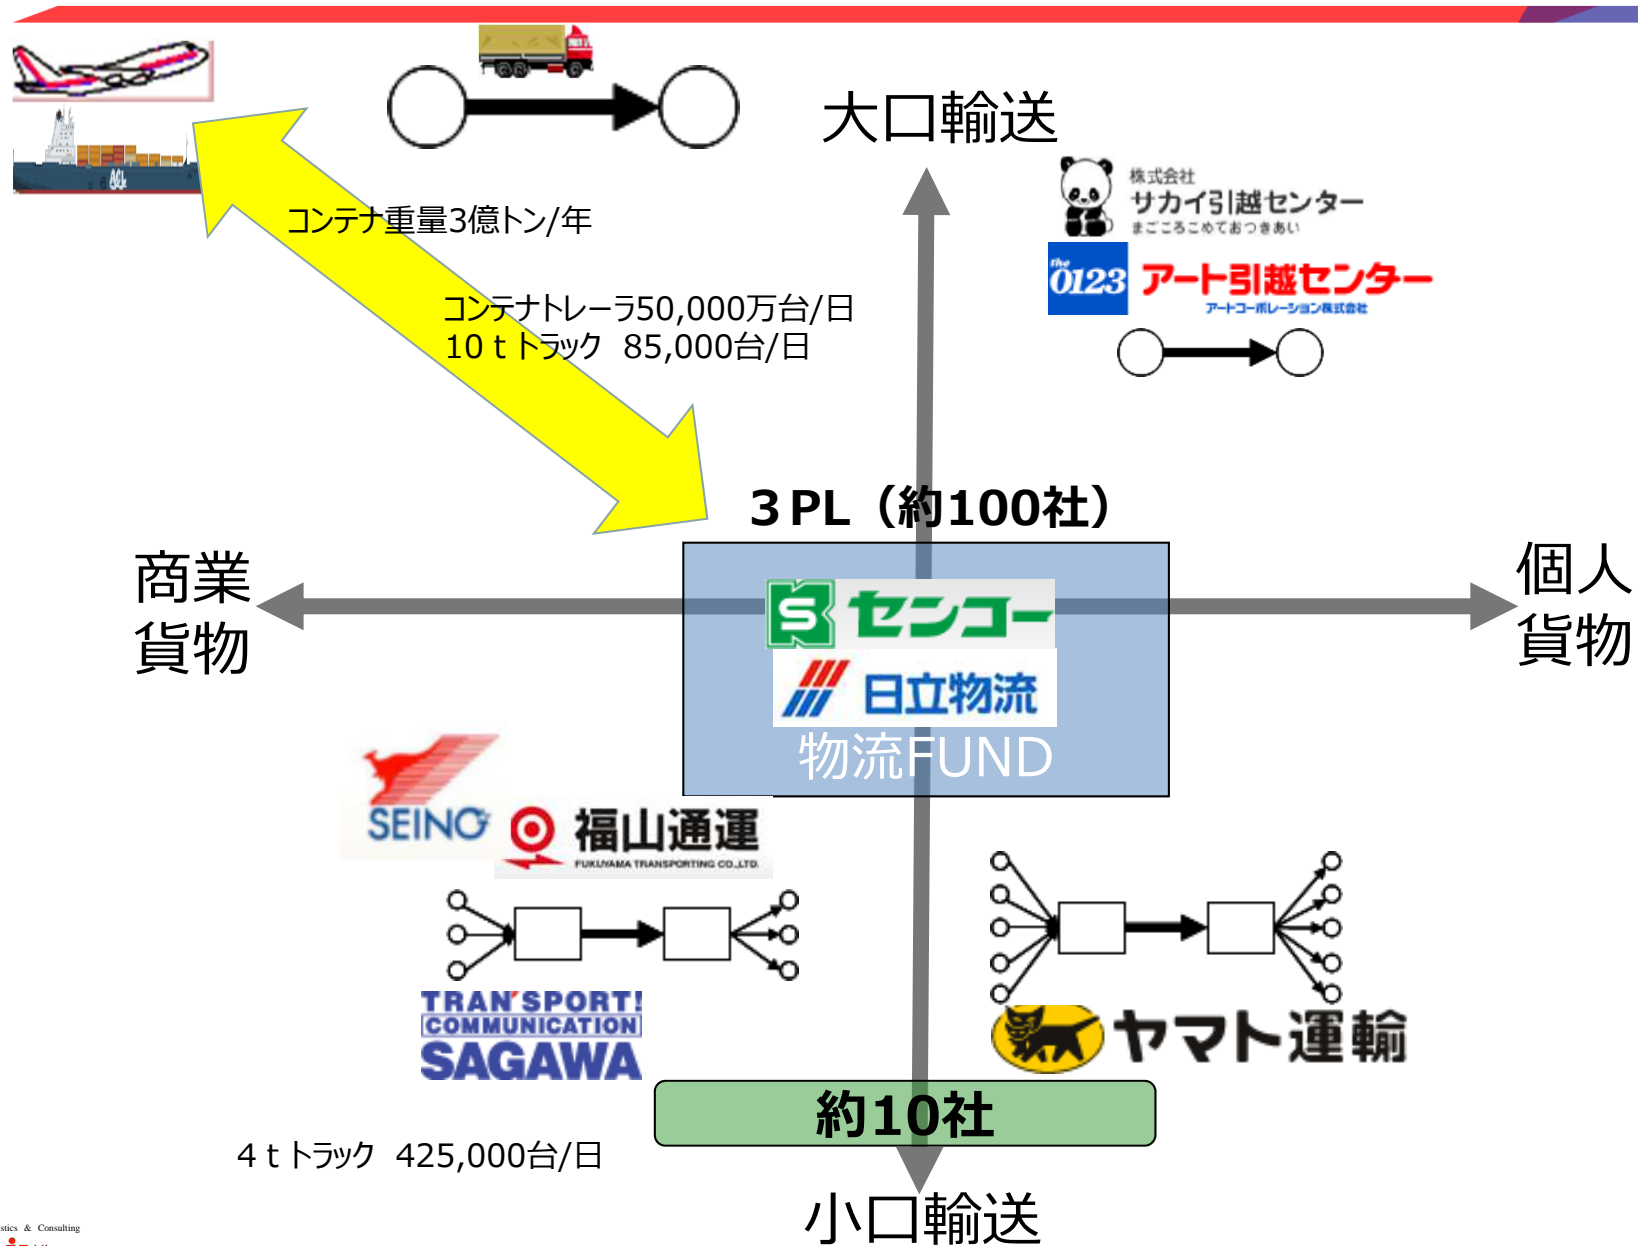 大口輸送
株式会社
サカイ引越センター
まごころこめておつきあい
the
0123 アート引越センター
アートコーポレーション株式会社
ACL
コンテナ重量3億トン/年
コンテナトレーラ50,000万台/日
10ｔトラック 85,000台/日
３PL（約100社）
商業
貨物
個人
貨物
S センコー
日立物流
物流FUND
SEINO
福山通運
FUKUYAMA TRANSPORTING CO.,LTD.
TRAN'SPORT!
COMMUNICATION
SAGAWA
ヤマト運輸
約10社
4ｔトラック 425,000台/日
小口輸送
stics & Consulting